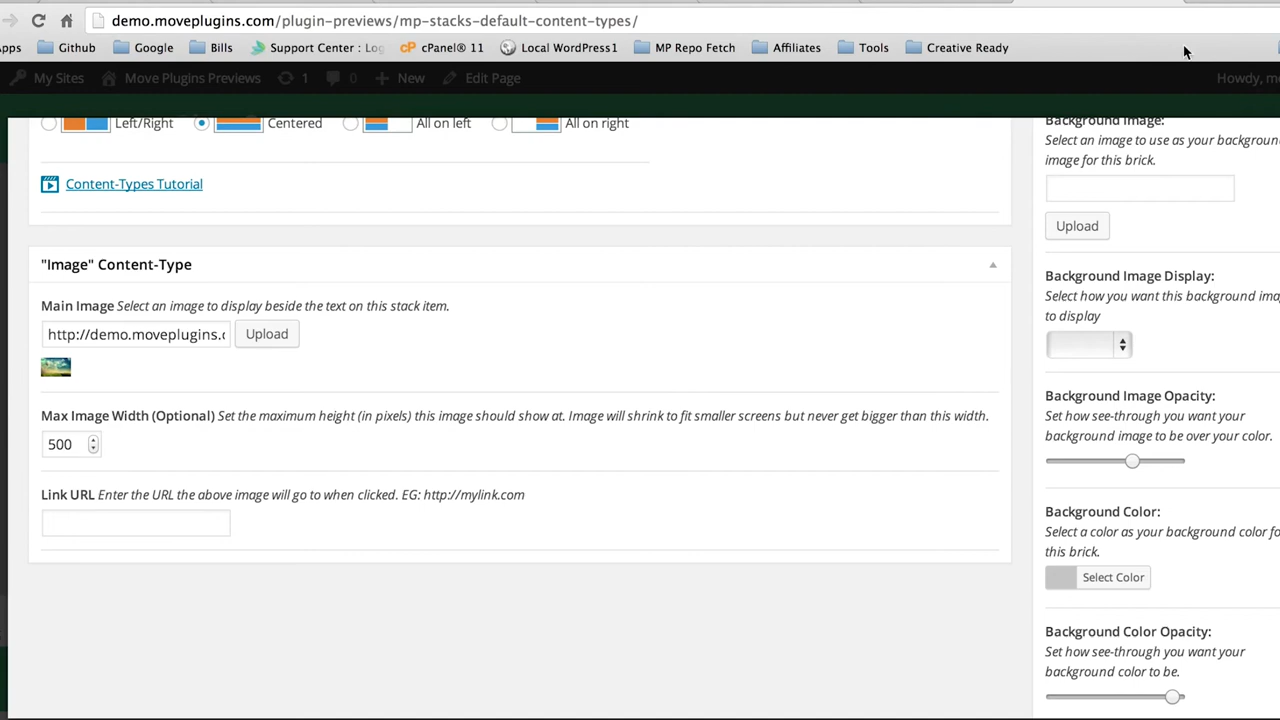 demo.moveplugins.com/plugin-previews/mp-stacks-default-content-types/
Apps Github Google Bills Support Center : Log cPanel® 11 Local WordPress1 MP Repo Fetch Affiliates Tools Creative Ready
My Sites Move Plugins Previews 1 0 + New Edit Page Howdy, mo
Left/Right Centered All on left All on right
Content-Types Tutorial
"Image" Content-Type
Main Image Select an image to display beside the text on this stack item.
http://demo.moveplugins.c Upload
Max Image Width (Optional) Set the maximum height (in pixels) this image should show at. Image will shrink to fit smaller screens but never get bigger than this width.
500
Link URL Enter the URL the above image will go to when clicked. EG: http://mylink.com
Background Image:
Select an image to use as your background
image for this brick.
Upload
Background Image Display:
Select how you want this background ima
to display
Background Image Opacity:
Set how see-through you want your
background image to be over your color.
Background Color:
Select a color as your background color fo
this brick.
Select Color
Background Color Opacity:
Set how see-through you want your
background color to be.